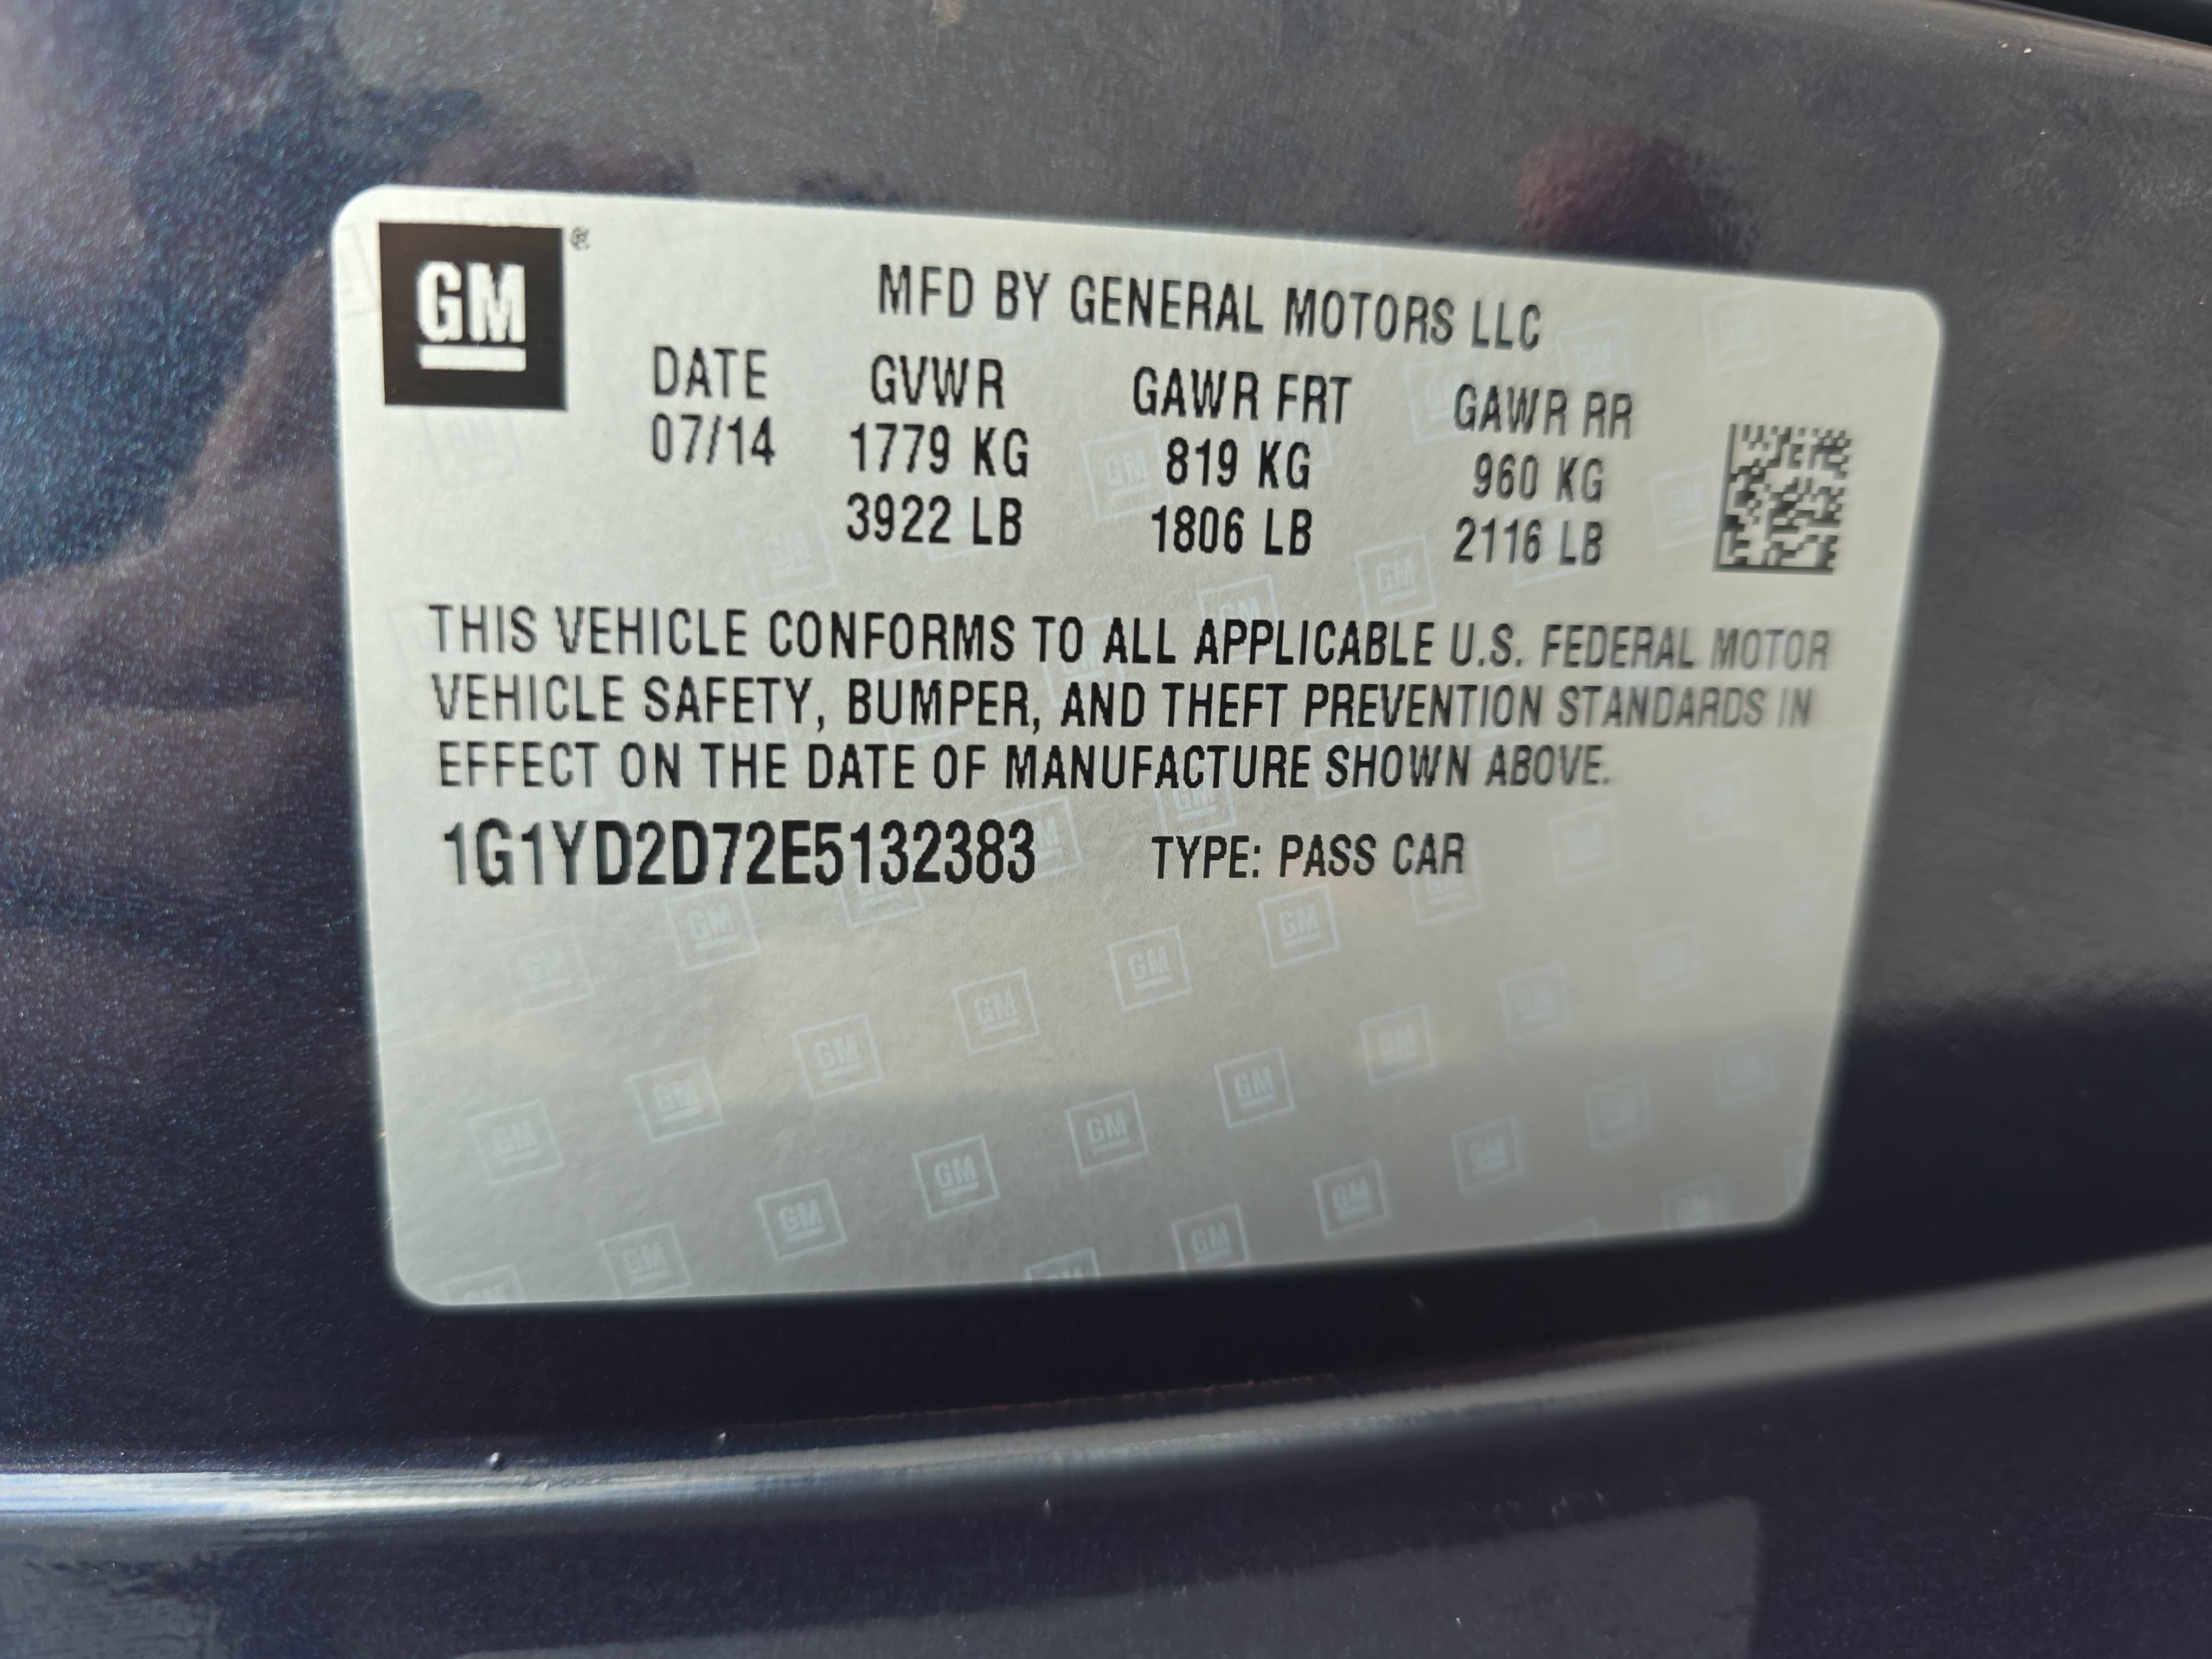 GM ®
MFD BY GENERAL MOTORS LLC
DATE GVWR GAWR FRT GAWR RR
07/14 1779 KG 819 KG 960 KG
3922 LB 1806 LB 2116 LB
THIS VEHICLE CONFORMS TO ALL APPLICABLE U.S. FEDERAL MOTOR
VEHICLE SAFETY, BUMPER, AND THEFT PREVENTION STANDARDS IN
EFFECT ON THE DATE OF MANUFACTURE SHOWN ABOVE.
1G1YD2D72E5132383 TYPE: PASS CAR